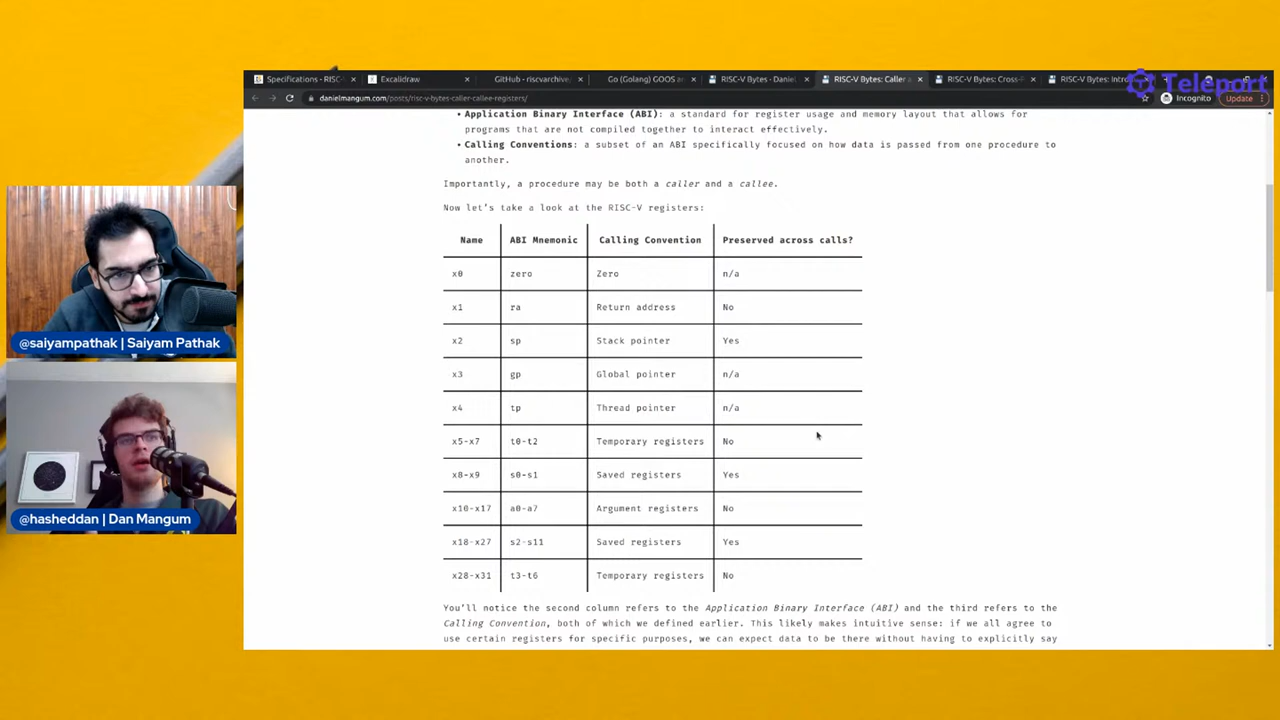 Specifications - RISC-
Excalidraw
GitHub - riscvarchive/
Go (Golang) GOOS an
RISC-V Bytes - Daniel
RISC-V Bytes: Caller a
RISC-V Bytes: Cross-
RISC-V Bytes: Intr
Teleport
danielmangum.com/posts/risc-v-bytes-caller-callee-registers/
Incognito
Update
• Application Binary Interface (ABI): a standard for register usage and memory layout that allows for
programs that are not compiled together to interact effectively.
• Calling Conventions: a subset of an ABI specifically focused on how data is passed from one procedure to
another.
Importantly, a procedure may be both a caller and a callee.
Now let's take a look at the RISC-V registers:
Name ABI Mnemonic Calling Convention Preserved across calls?
x0 zero Zero n/a
x1 ra Return address No
x2 sp Stack pointer Yes
x3 gp Global pointer n/a
x4 tp Thread pointer n/a
x5-x7 t0-t2 Temporary registers No
x8-x9 s0-s1 Saved registers Yes
x10-x17 a0-a7 Argument registers No
x18-x27 s2-s11 Saved registers Yes
x28-x31 t3-t6 Temporary registers No
You'll notice the second column refers to the Application Binary Interface (ABI) and the third refers to the
Calling Convention, both of which we defined earlier. This likely makes intuitive sense: if we all agree to
use certain registers for specific purposes, we can expect data to be there without having to explicitly say
@saiyampathak | Saiyam Pathak
@hasheddan | Dan Mangum